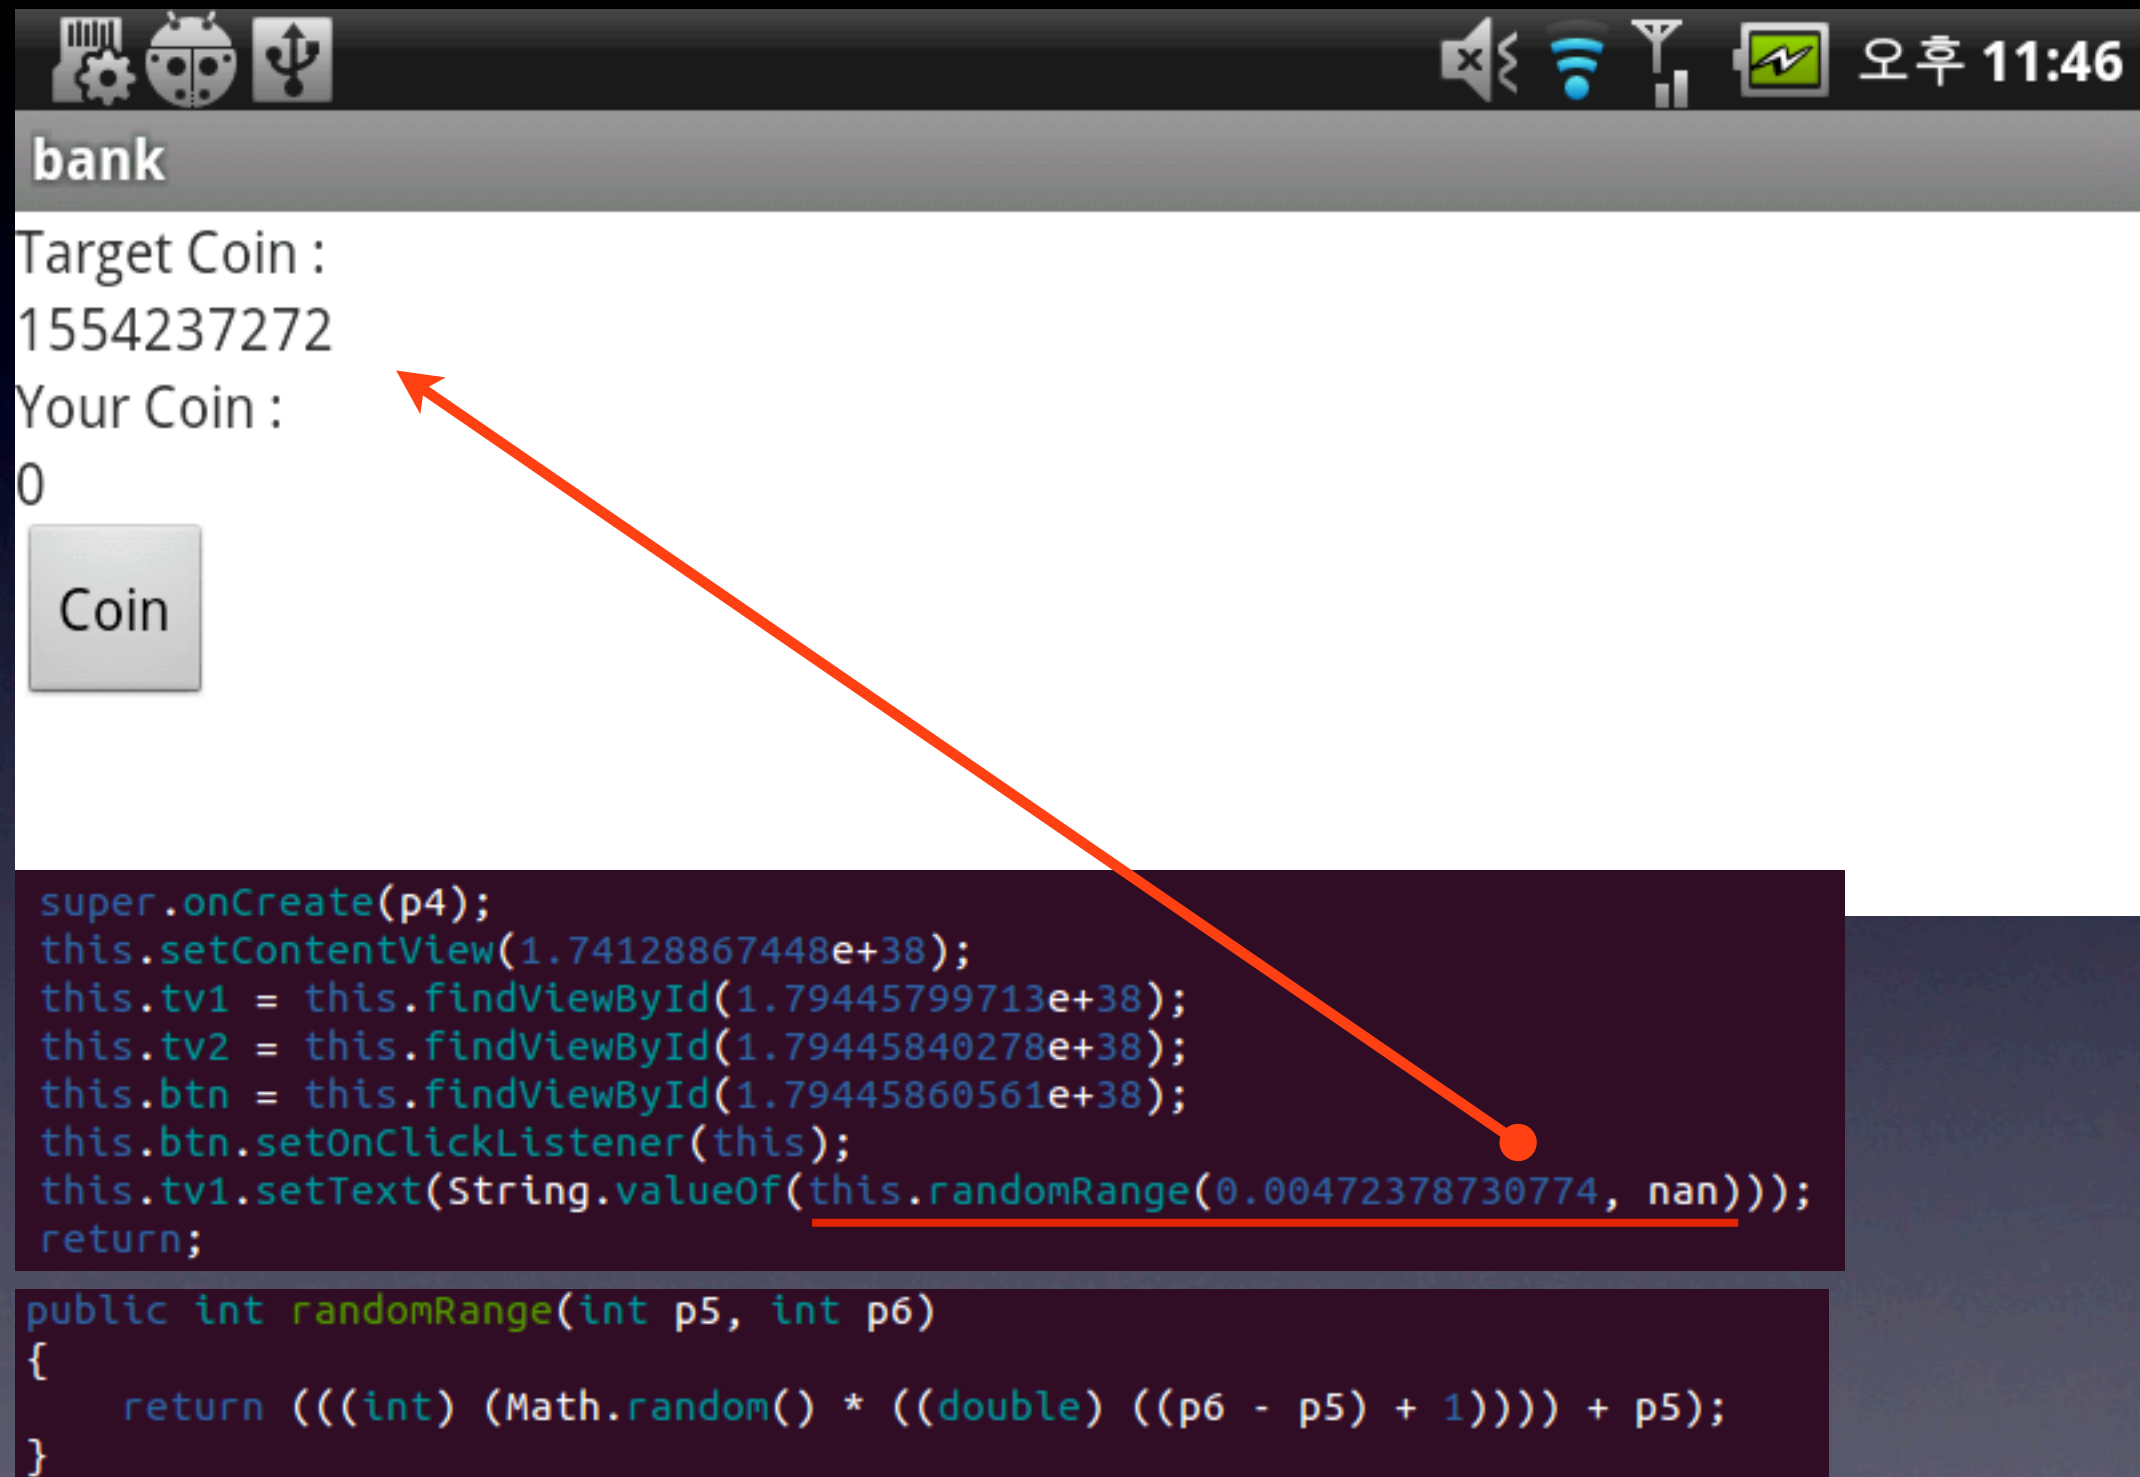 오후 11:46
bank
Target Coin :
1554237272
Your Coin :
0
Coin
super.onCreate(p4);
this.setContentView(1.74128867448e+38);
this.tv1 = this.findViewById(1.79445799713e+38);
this.tv2 = this.findViewById(1.79445840278e+38);
this.btn = this.findViewById(1.79445860561e+38);
this.btn.setOnClickListener(this);
this.tv1.setText(String.valueOf(this.randomRange(0.00472378730774, nan)));
return;
public int randomRange(int p5, int p6)
{
return (((int) (Math.random() * ((double) ((p6 - p5) + 1)))) + p5);
}